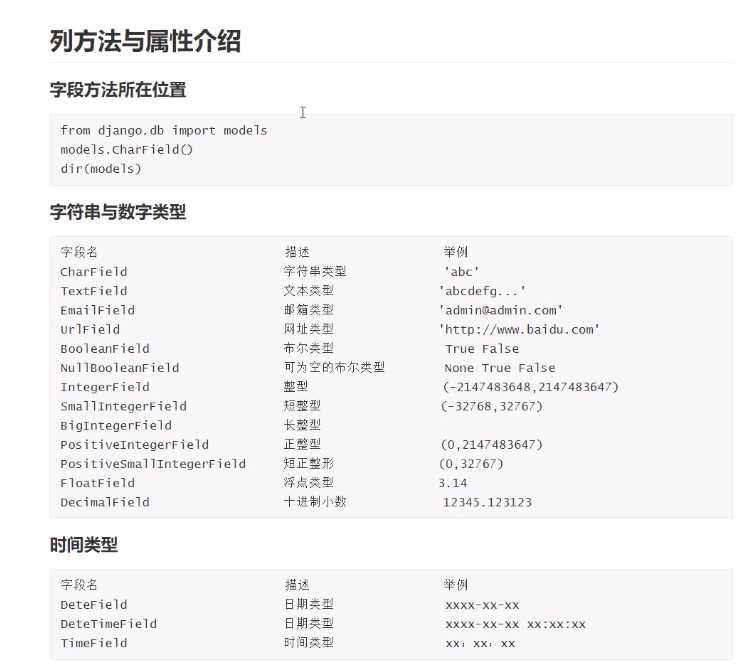 列方法与属性介绍
字段方法所在位置
from django.db import models
models.CharField()
dir(models)
字符串与数字类型
字段名 描述 举例
CharField 字符串类型 'abc'
TextField 文本类型 'abcdefg...'
EmailField 邮箱类型 'admin@admin.com'
UrlField 网址类型 'http://www.baidu.com'
BooleanField 布尔类型 True False
NullBooleanField 可为空的布尔类型 None True False
IntegerField 整型 (-2147483648,2147483647)
SmallIntegerField 短整型 (-32768,32767)
BigIntegerField 长整型
PositiveIntegerField 正整型 (0,2147483647)
PositiveSmallIntegerField 短正整形 (0,32767)
FloatField 浮点类型 3.14
DecimalField 十进制小数 12345.123123
时间类型
字段名 描述 举例
DeteField 日期类型 xxxx-xx-xx
DeteTimeField 日期类型 xxxx-xx-xx xx:xx:xx
TimeField 时间类型 xx：xx：xx